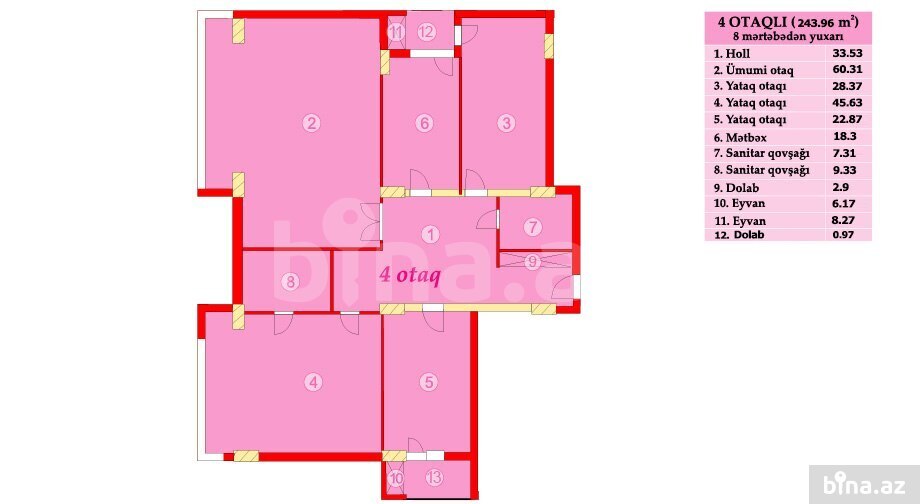 4 OTAQLI ( 243.96 m²)
8 mərtəbədən yuxarı
1. Holl 33.53
2. Ümumi otaq 60.31
3. Yataq otaqı 28.37
4. Yataq otaqı 45.63
5. Yataq otaqı 22.87
6. Mətbəx 18.3
7. Sanitar qovşağı 7.31
8. Sanitar qovşağı 9.33
9. Dolab 2.9
10. Eyvan 6.17
11. Eyvan 8.27
12. Dolab 0.97
11 12
2 6 3
1 7
9
8
4 otaq
bina.az
4 5
10 13
bina.az